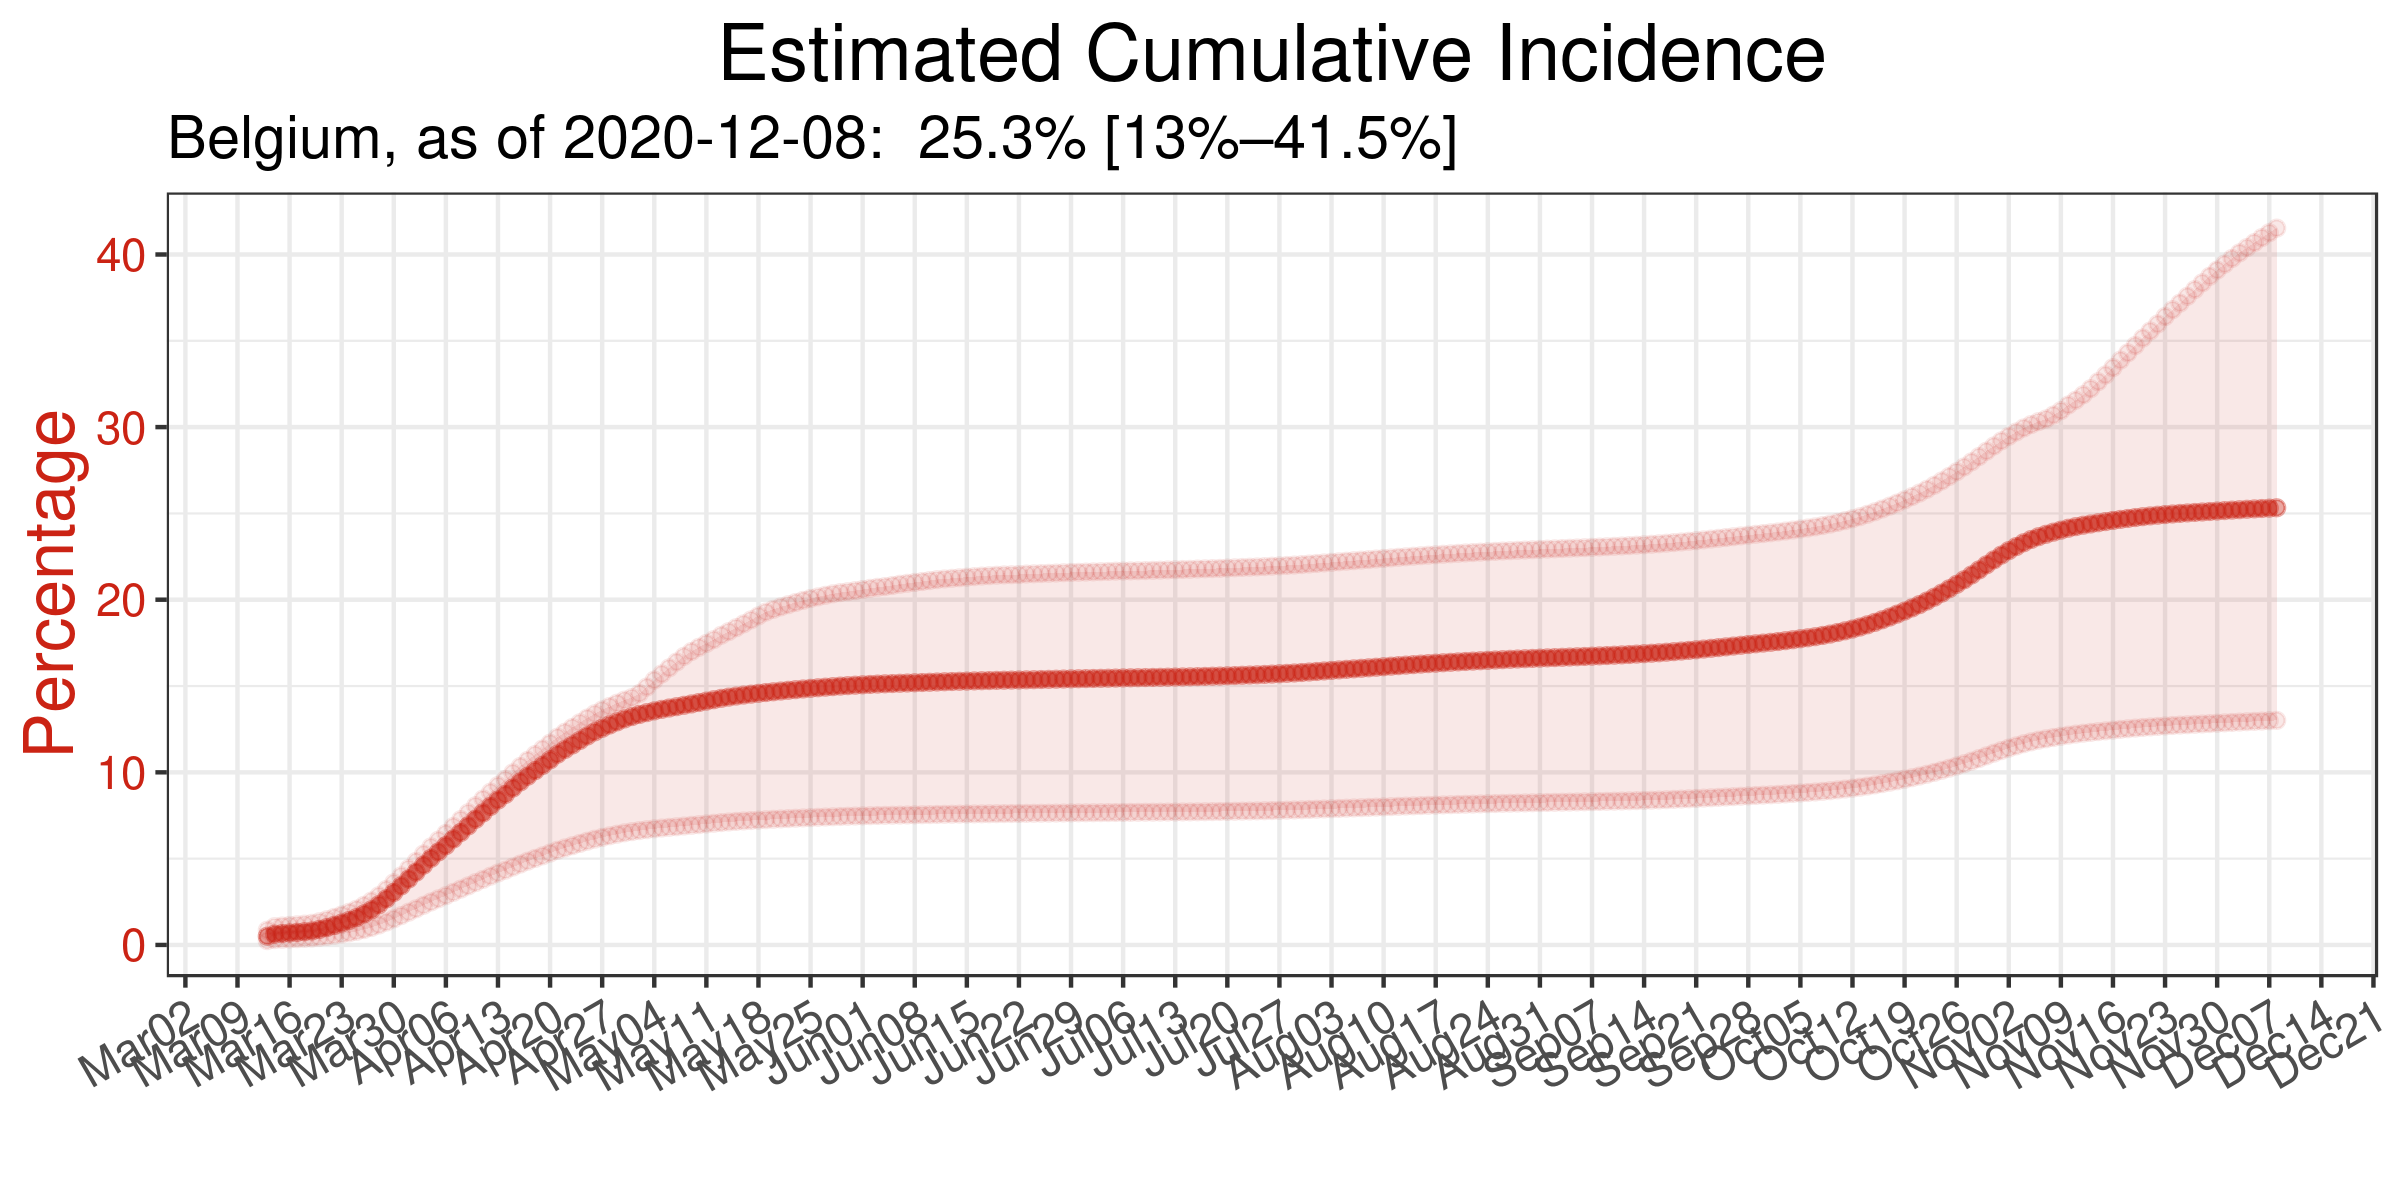 Estimated Cumulative Incidence
Belgium, as of 2020-12-08:  25.3% [13%–41.5%]
Percentage
40
30
20
10
0
Mar02
Mar09
Mar16
Mar23
Mar30
Apr06
Apr13
Apr20
Apr27
May04
May11
May18
May25
Jun01
Jun08
Jun15
Jun22
Jun29
Jul06
Jul13
Jul20
Jul27
Aug03
Aug10
Aug17
Aug24
Aug31
Sep07
Sep14
Sep21
Sep28
Oct05
Oct12
Oct19
Oct26
Nov02
Nov09
Nov16
Nov23
Nov30
Dec07
Dec14
Dec21